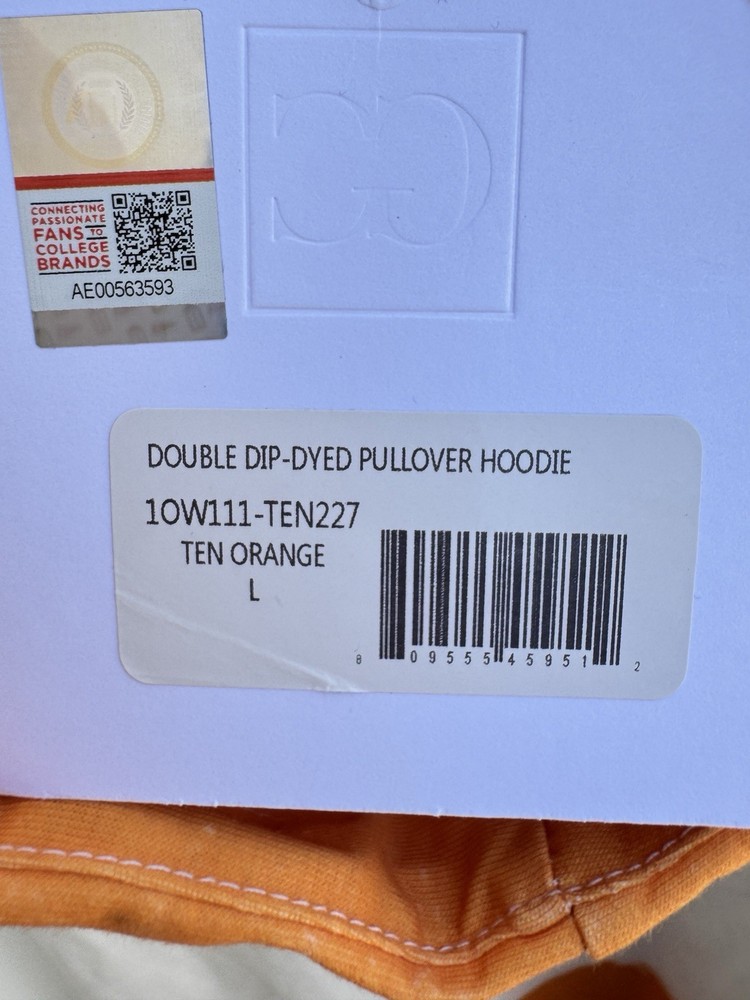 CONNECTING
PASSIONATE
FANS TO
COLLEGE
BRANDS
AE00563593
DOUBLE DIP-DYED PULLOVER HOODIE
1OW111-TEN227
TEN ORANGE
L
8 09555 45951 2